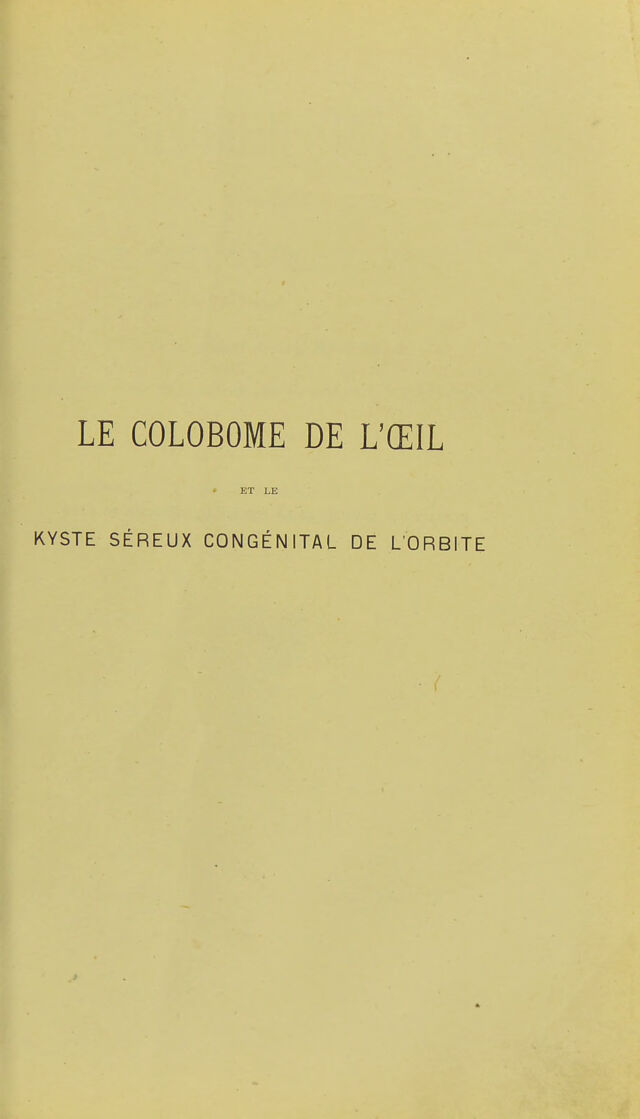 LE COLOBOME DE L'ŒIL
ET LE
KYSTE SÉREUX CONGÉNITAL DE L'ORBITE